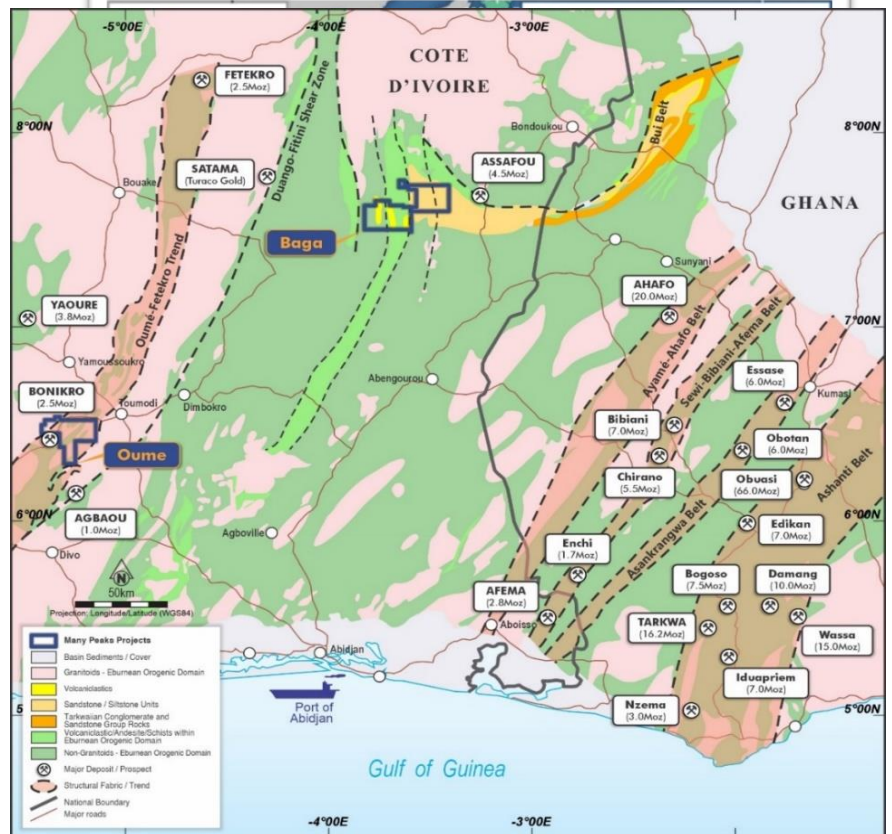 -5°00E
-4°00E
-3°00E
COTE
D'IVOIRE
FETEKRO
(2.5Moz)
8°00N
8°00N
Duango-Fitini Shear Zone
Bondoukou
Bui Belt
SATAMA
(Turaco Gold)
ASSAFOU
(4.5Moz)
Bouake
GHANA
Baga
Oumé-Fetekro Trend
Sunyani
AHAFO
(20.0Moz)
YAOURE
(3.8Moz)
7°00N
Ayamé-Ahafo Belt
Sewi-Bibiani-Afema Belt
Yamoussoukro
Essase
(6.0Moz)
BONIKRO
(2.5Moz)
Toumodi
Dimbokro
Abengourou
Kumasi
Bibiani
(7.0Moz)
Obotan
(6.0Moz)
Oume
Chirano
(5.5Moz)
Obuasi
(66.0Moz)
Ashanti Belt
AGBAOU
(1.0Moz)
6°00N
6°00N
Asankrangwa Belt
Edikan
(7.0Moz)
Agboville
Divo
Enchi
(1.7Moz)
N
50km
Projection: Longitude/Latitude (WGS84)
AFEMA
(2.8Moz)
Bogoso
(7.5Moz)
Damang
(10.0Moz)
Aboisso
TARKWA
(16.2Moz)
Wassa
(15.0Moz)
Many Peaks Projects
Basin Sediments / Cover
Granitoids - Eburnean Orogenic Domain
Volcaniclastics
Sandstone / Siltstone Units
Tarkwaiian Conglomerate and
Sandstone Group Rocks
Volcaniclastic/Andesite/Schists within
Eburnean Orogenic Domain
Non-Granitoids - Eburnean Orogenic Domain
Major Deposit / Prospect
Structural Fabric / Trend
National Boundary
Major roads
Abidjan
Port of
Abidjan
Iduapriem
(7.0Moz)
Nzema
(3.0Moz)
5°00N
Gulf of Guinea
-4°00E
-3°00E